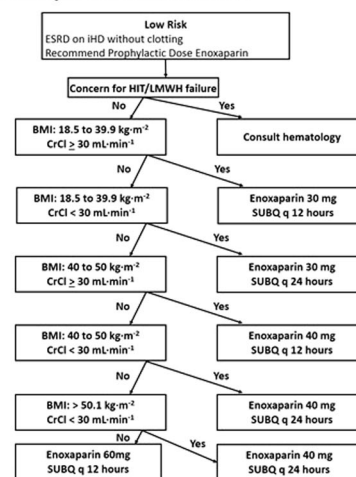 Low Risk
ESRD on iHD without clotting
Recommend Prophylactic Dose Enoxaparin
Concern for HIT/LMWH failure
No
Yes
BMI: 18.5 to 39.9 kg·m⁻²
CrCl ≥ 30 mL·min⁻¹
Consult hematology
No
Yes
BMI: 18.5 to 39.9 kg·m⁻²
CrCl < 30 mL·min⁻¹
Enoxaparin 30 mg
SUBQ q 12 hours
No
Yes
BMI: 40 to 50 kg·m⁻²
CrCl ≥ 30 mL·min⁻¹
Enoxaparin 30 mg
SUBQ q 24 hours
No
Yes
BMI: 40 to 50 kg·m⁻²
CrCl < 30 mL·min⁻¹
Enoxaparin 40 mg
SUBQ q 12 hours
No
Yes
BMI: > 50.1 kg·m⁻²
CrCl < 30 mL·min⁻¹
Enoxaparin 40 mg
SUBQ q 24 hours
No
Yes
Enoxaparin 60mg
SUBQ q 12 hours
Enoxaparin 40 mg
SUBQ q 24 hours